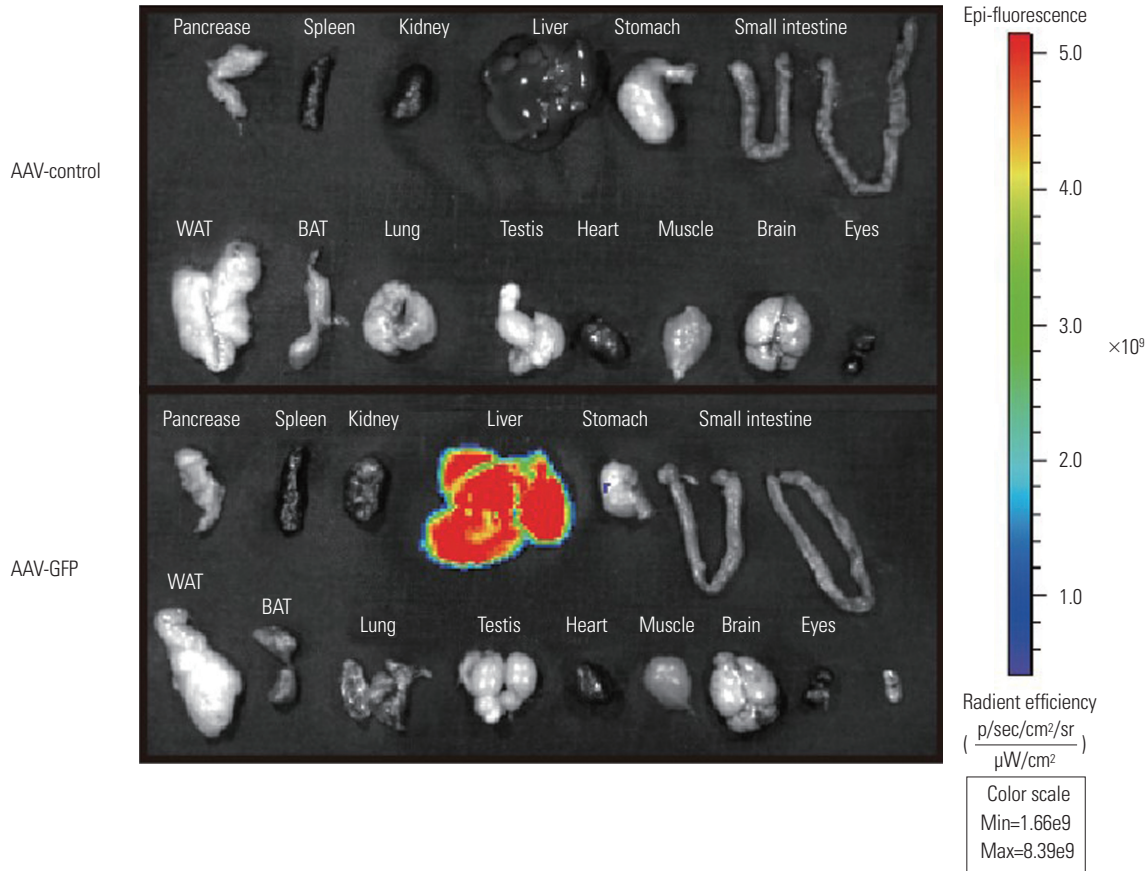 Epi-fluorescence
Pancrease Spleen Kidney Liver Stomach Small intestine
5.0
AAV-control
4.0
WAT BAT Lung Testis Heart Muscle Brain Eyes
3.0
×10⁹
Pancrease Spleen Kidney Liver Stomach Small intestine
2.0
AAV-GFP
WAT
BAT
1.0
Lung Testis Heart Muscle Brain Eyes
Radient efficiency
( p/sec/cm²/sr
µW/cm² )
Color scale
Min=1.66e9
Max=8.39e9